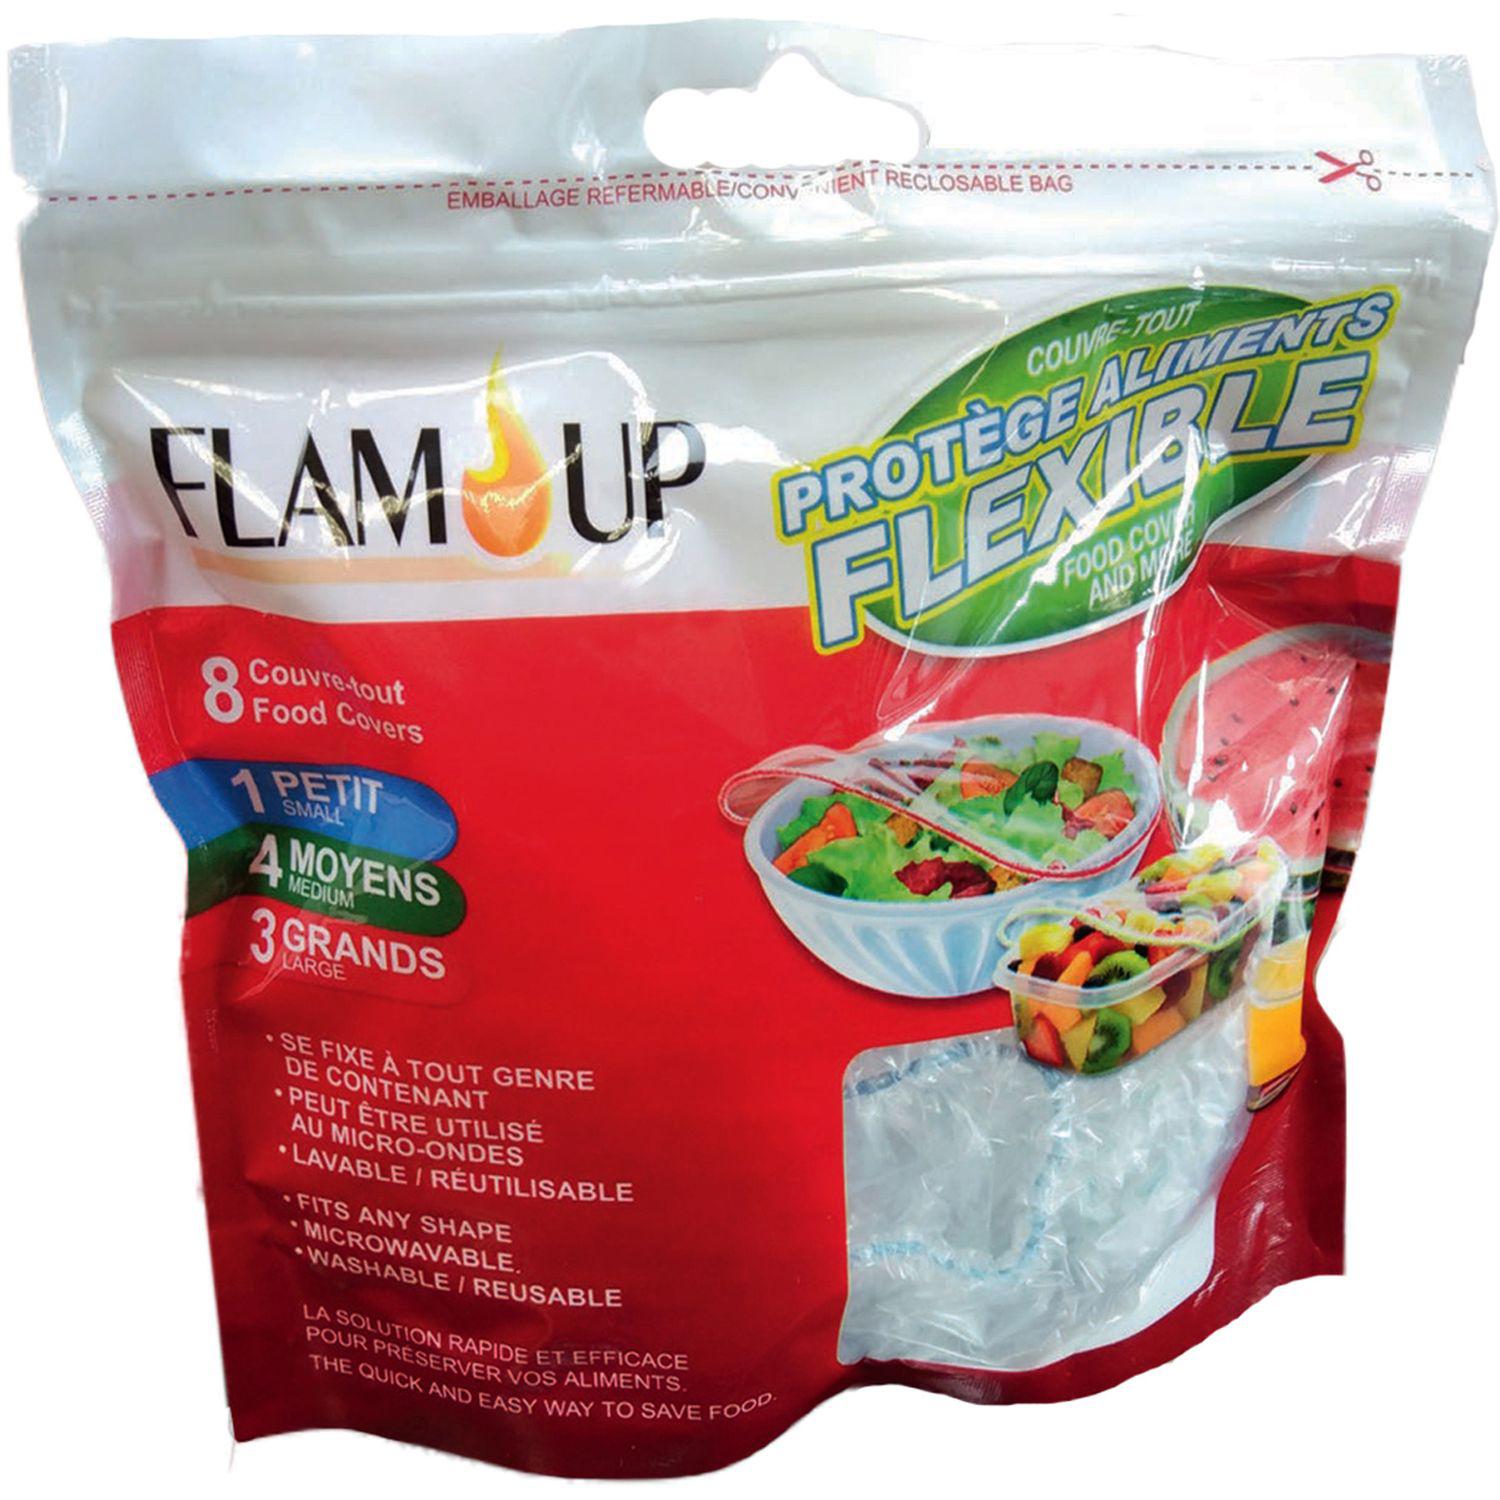 EMBALLAGE REFERMABLE/CONVENIENT RECLOSABLE BAG
FLAM UP
COUVRE-TOUT
PROTÈGE ALIMENTS
FLEXIBLE
FOOD COVER
AND MORE
8 Couvre-tout
Food Covers
1 PETIT
SMALL
4 MOYENS
MEDIUM
3 GRANDS
LARGE
• SE FIXE À TOUT GENRE
DE CONTENANT
• PEUT ÊTRE UTILISÉ
AU MICRO-ONDES
• LAVABLE / RÉUTILISABLE
• FITS ANY SHAPE
• MICROWAVABLE.
• WASHABLE / REUSABLE
LA SOLUTION RAPIDE ET EFFICACE
POUR PRÉSERVER VOS ALIMENTS.
THE QUICK AND EASY WAY TO SAVE FOOD.